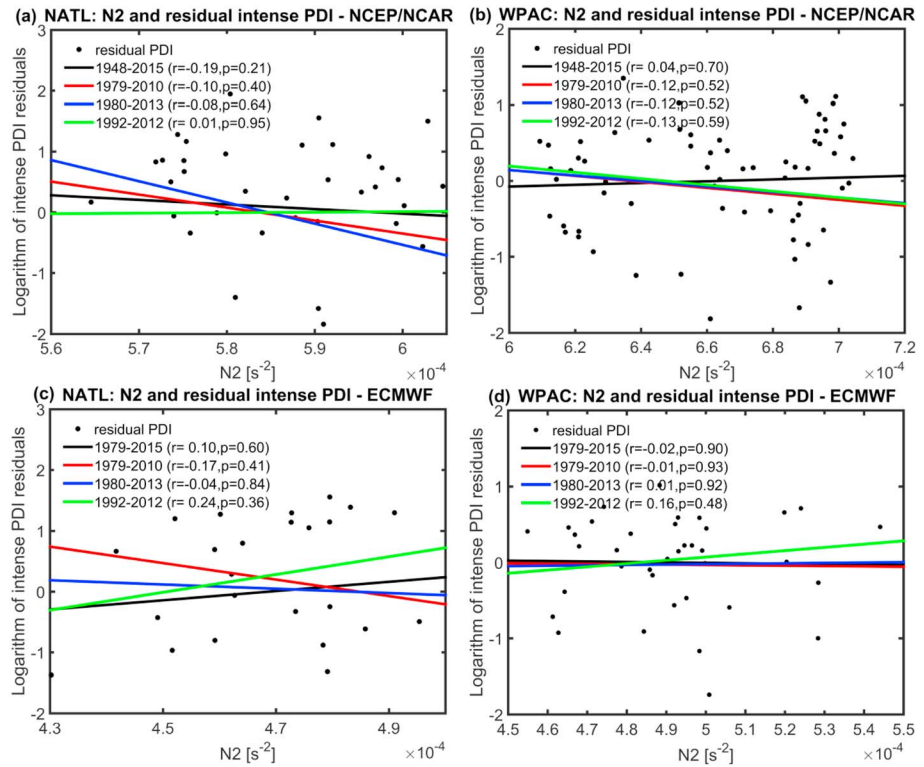 (a) NATL: N2 and residual intense PDI - NCEP/NCAR
3
2
1
0
-1
-2
Logarithm of intense PDI residuals
residual PDI
1948-2015 (r=-0.19,p=0.21)
1979-2010 (r=-0.10,p=0.40)
1980-2013 (r=-0.08,p=0.64)
1992-2012 (r= 0.01,p=0.95)
5.6 5.7 5.8 5.9 6
N2 [s⁻²]
×10⁻⁴
(b) WPAC: N2 and residual intense PDI - NCEP/NCAR
2
1
0
-1
-2
Logarithm of intense PDI residuals
residual PDI
1948-2015 (r= 0.04,p=0.70)
1979-2010 (r=-0.12,p=0.52)
1980-2013 (r=-0.12,p=0.52)
1992-2012 (r=-0.13,p=0.59)
6 6.2 6.4 6.6 6.8 7 7.2
N2 [s⁻²]
×10⁻⁴
(c) NATL: N2 and residual intense PDI - ECMWF
3
2
1
0
-1
-2
Logarithm of intense PDI residuals
residual PDI
1979-2015 (r= 0.10,p=0.60)
1979-2010 (r=-0.17,p=0.41)
1980-2013 (r=-0.04,p=0.84)
1992-2012 (r= 0.24,p=0.36)
4.3 4.5 4.7 4.9
N2 [s⁻²]
×10⁻⁴
(d) WPAC: N2 and residual intense PDI - ECMWF
2
1
0
-1
-2
Logarithm of intense PDI residuals
residual PDI
1979-2015 (r=-0.02,p=0.90)
1979-2010 (r=-0.01,p=0.93)
1980-2013 (r= 0.01,p=0.92)
1992-2012 (r= 0.16,p=0.48)
4.5 4.6 4.7 4.8 4.9 5 5.1 5.2 5.3 5.4 5.5
N2 [s⁻²]
×10⁻⁴